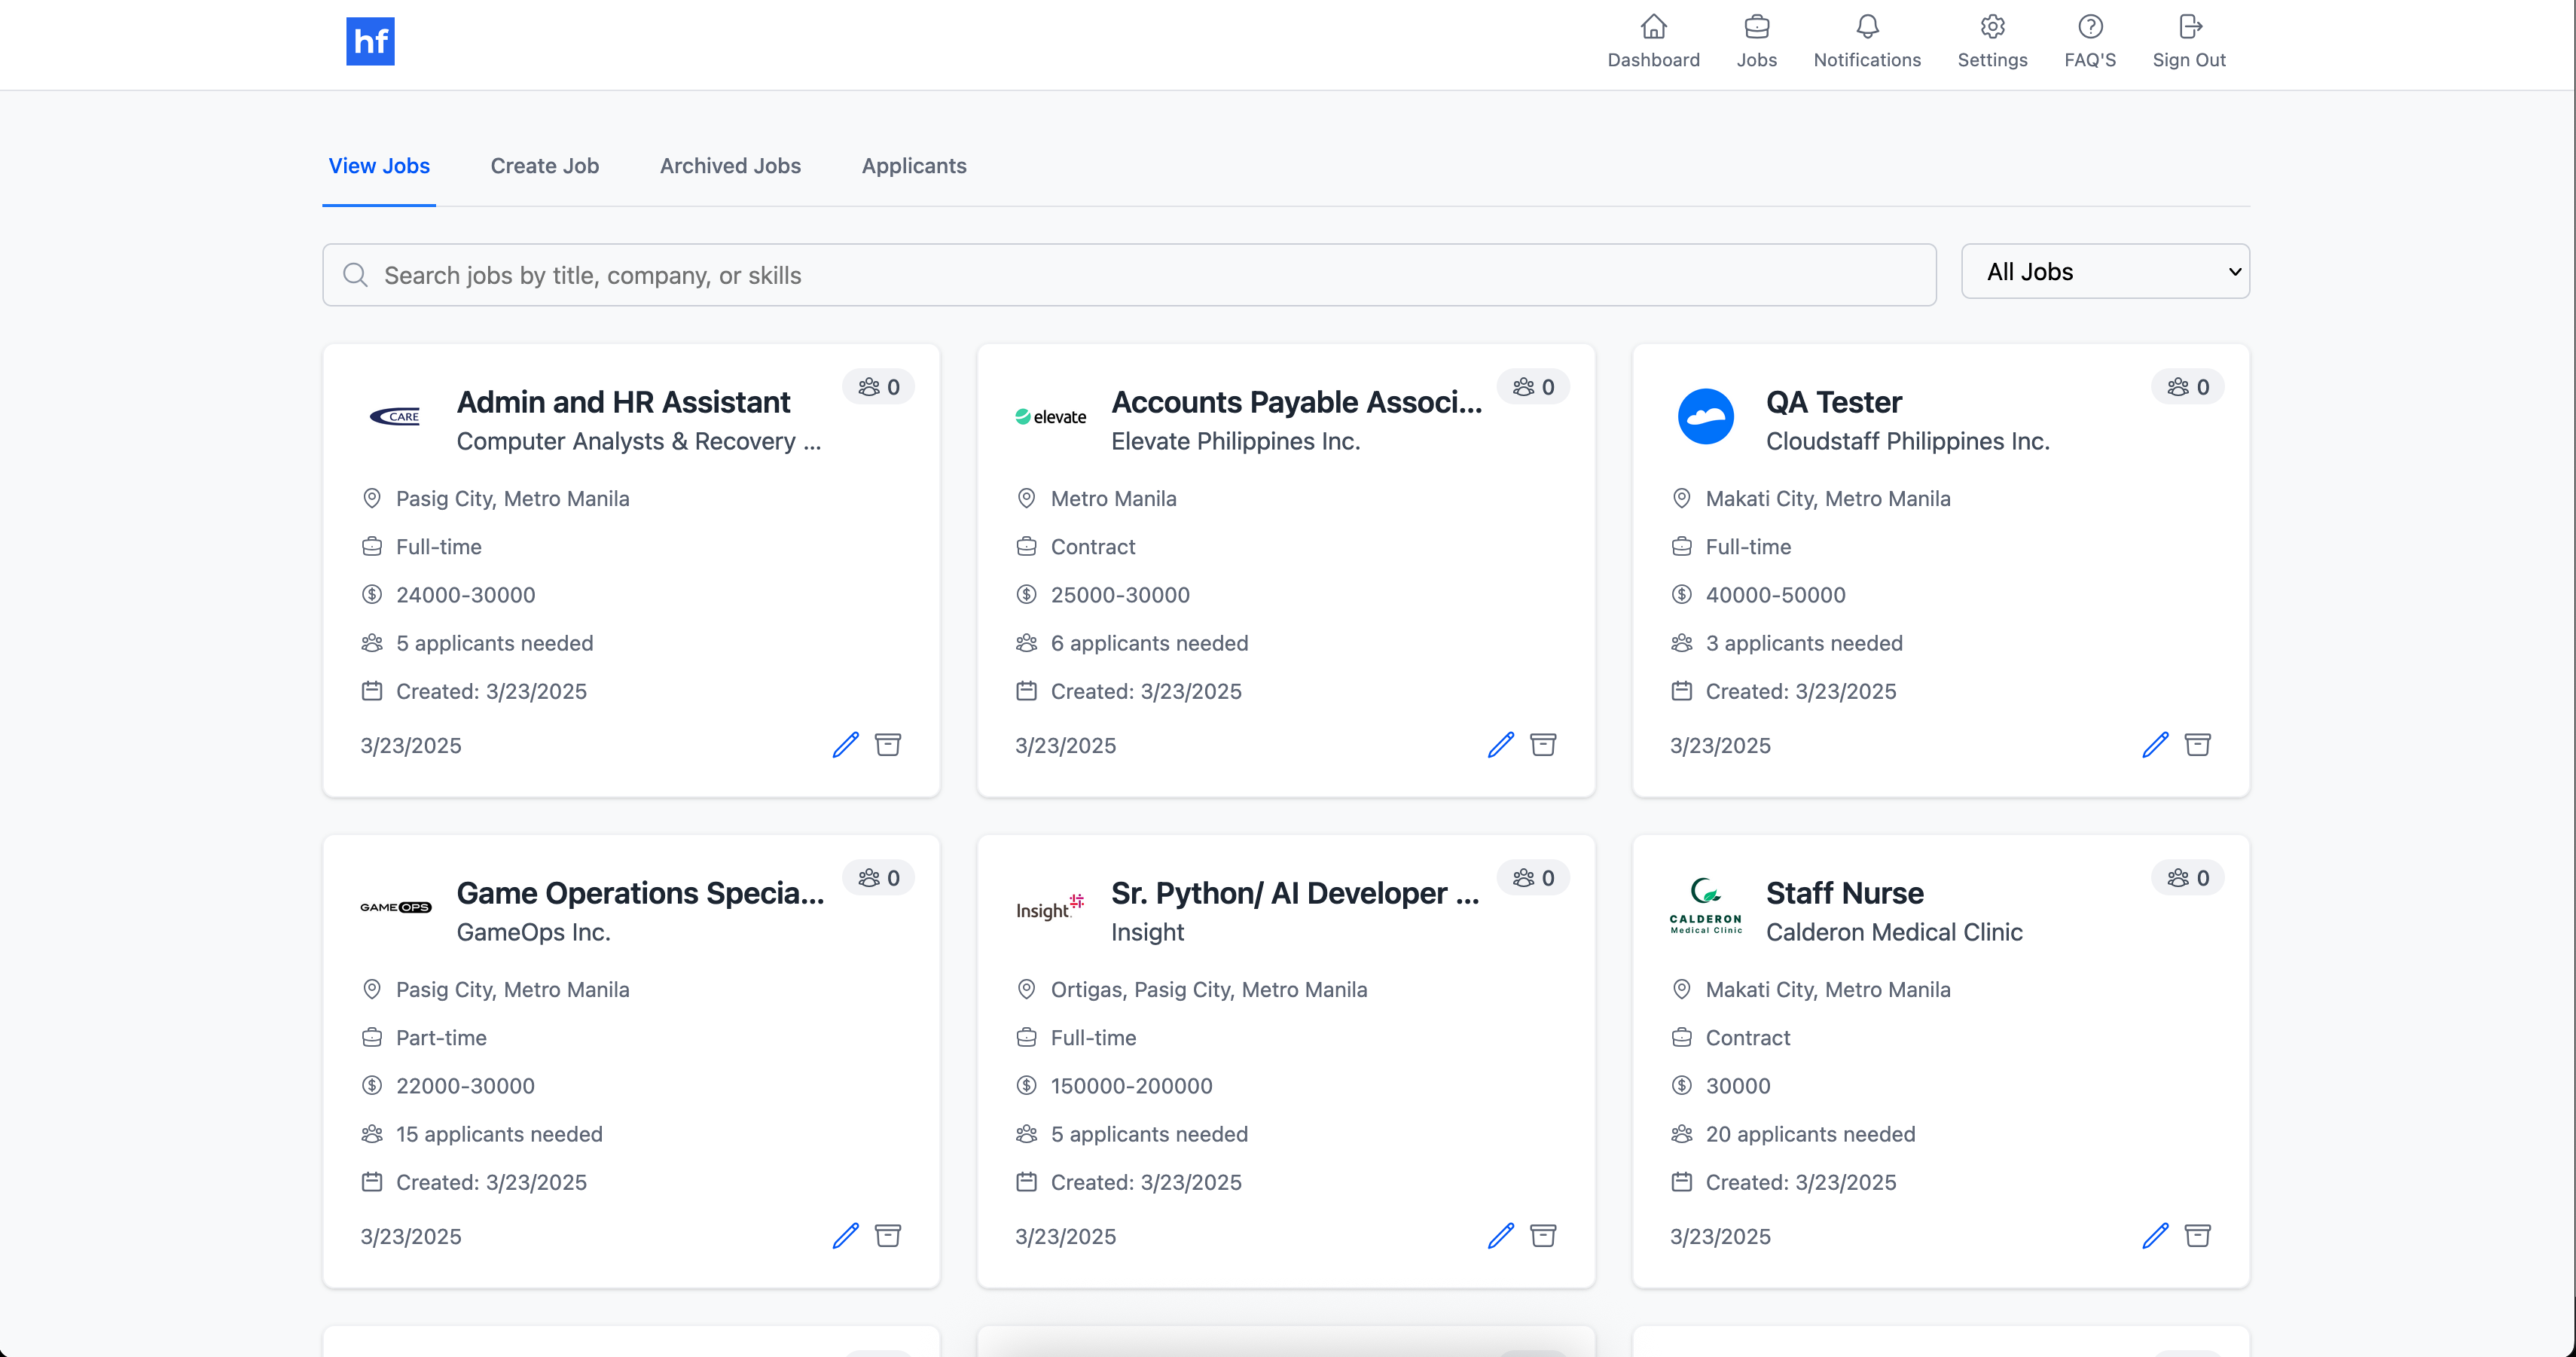 hf
Dashboard
Jobs
Notifications
Settings
FAQ'S
Sign Out
View Jobs
Create Job
Archived Jobs
Applicants
Search jobs by title, company, or skills
All Jobs
CARE
Admin and HR Assistant
0
Computer Analysts & Recovery ...
Pasig City, Metro Manila
Full-time
24000-30000
5 applicants needed
Created: 3/23/2025
3/23/2025
elevate
Accounts Payable Associ...
0
Elevate Philippines Inc.
Metro Manila
Contract
25000-30000
6 applicants needed
Created: 3/23/2025
3/23/2025
QA Tester
0
Cloudstaff Philippines Inc.
Makati City, Metro Manila
Full-time
40000-50000
3 applicants needed
Created: 3/23/2025
3/23/2025
GAMEOPS
Game Operations Specia...
0
GameOps Inc.
Pasig City, Metro Manila
Part-time
22000-30000
15 applicants needed
Created: 3/23/2025
3/23/2025
Insight
Sr. Python/ AI Developer ...
0
Insight
Ortigas, Pasig City, Metro Manila
Full-time
150000-200000
5 applicants needed
Created: 3/23/2025
3/23/2025
CALDERON
Medical Clinic
Staff Nurse
0
Calderon Medical Clinic
Makati City, Metro Manila
Contract
30000
20 applicants needed
Created: 3/23/2025
3/23/2025